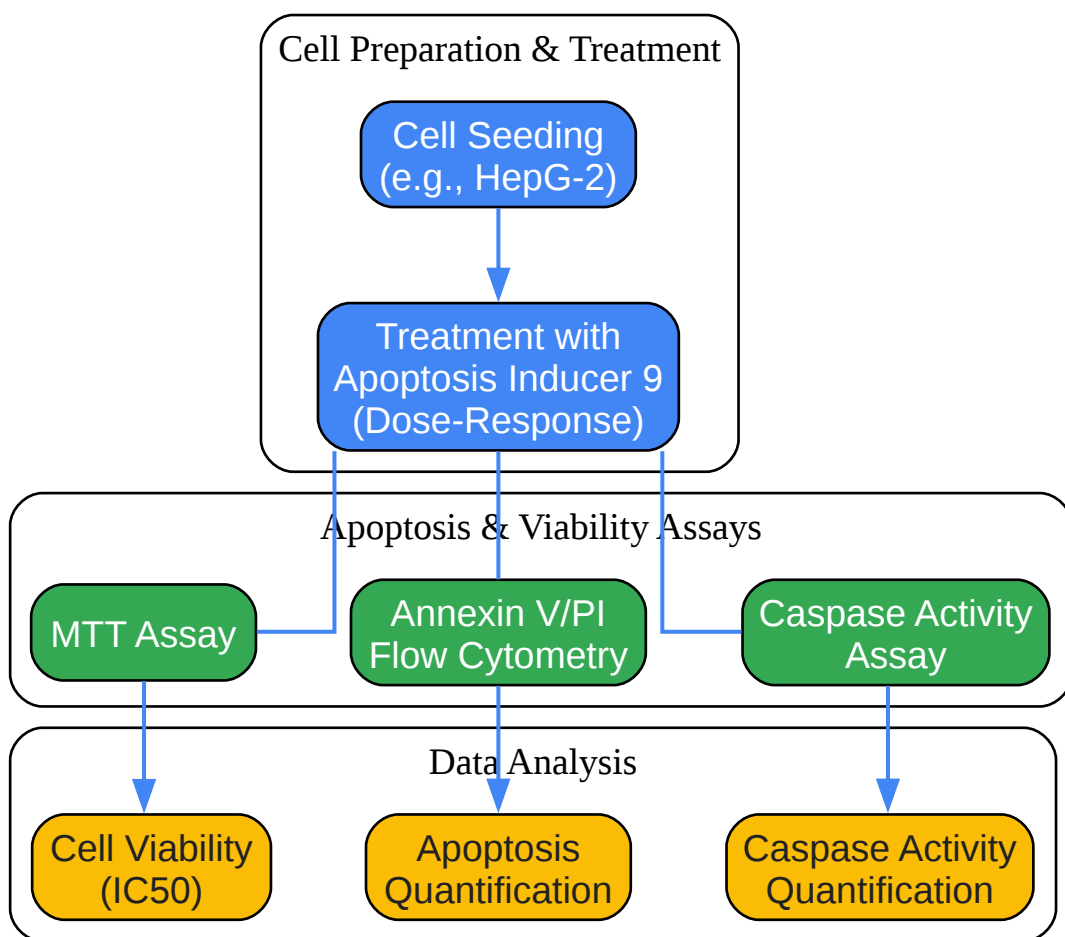 Cell Preparation & Treatment
Cell Seeding
(e.g., HepG-2)
Treatment with
Apoptosis Inducer 9
(Dose-Response)
Apoptosis & Viability Assays
MTT Assay
Annexin V/PI
Flow Cytometry
Caspase Activity
Assay
Data Analysis
Cell Viability
(IC50)
Apoptosis
Quantification
Caspase Activity
Quantification